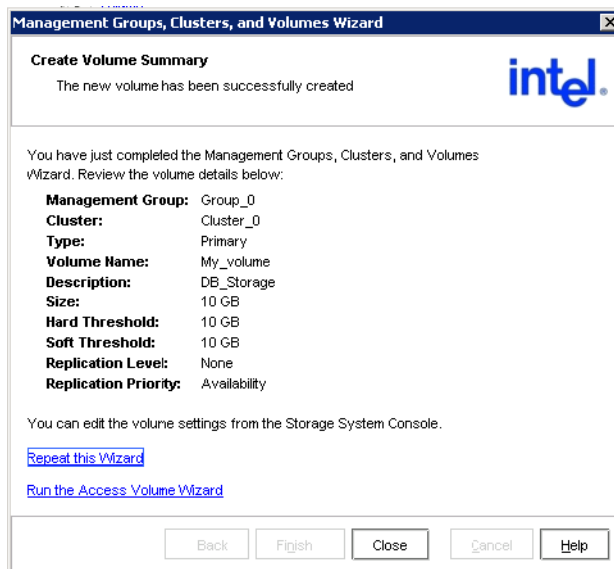 Management Groups, Clusters, and Volumes Wizard
Create Volume Summary
The new volume has been successfully created
intel
You have just completed the Management Groups, Clusters, and Volumes
Wizard. Review the volume details below:
Management Group: Group_0
Cluster: Cluster_0
Type: Primary
Volume Name: My_volume
Description: DB_Storage
Size: 10 GB
Hard Threshold: 10 GB
Soft Threshold: 10 GB
Replication Level: None
Replication Priority: Availability
You can edit the volume settings from the Storage System Console.
Repeat this Wizard
Run the Access Volume Wizard
Back Finish Close Cancel Help